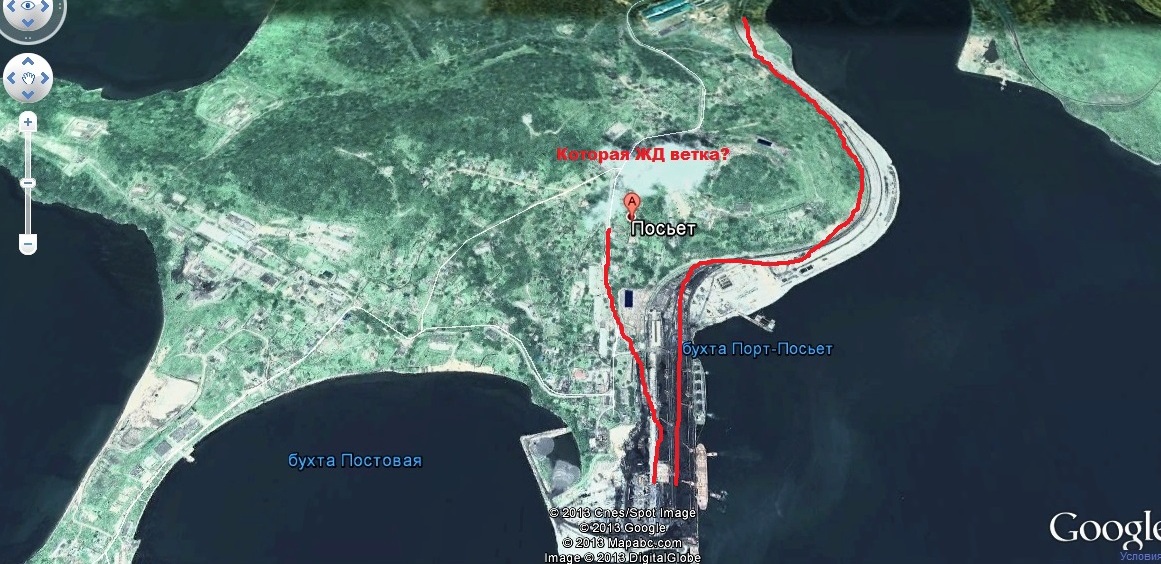 Которая ЖД ветка?
A
Посьет
бухта Порт-Посьет
бухта Постовая
© 2013 Cnes/Spot Image
© 2013 Google
© 2013 Mapabc.com
Image © 2013 DigitalGlobe
Google
Условия